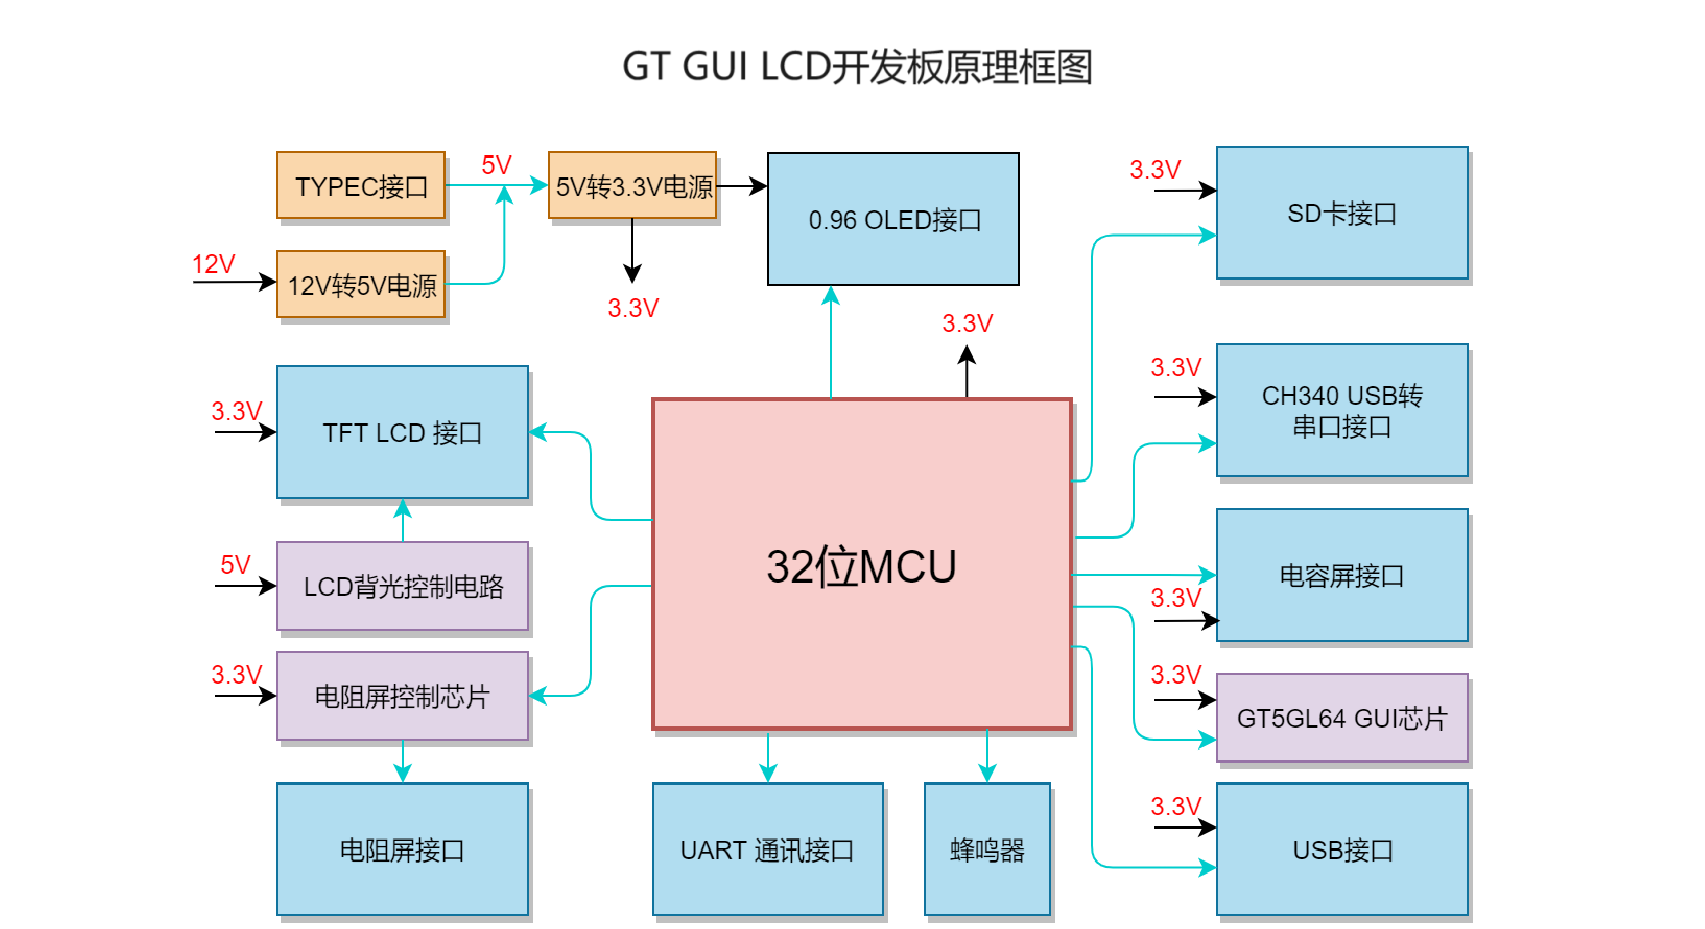 GT GUI LCD开发板原理框图
TYPEC接口
5V
5V转3.3V电源
0.96 OLED接口
3.3V
SD卡接口
12V
12V转5V电源
3.3V
3.3V
3.3V
TFT LCD 接口
3.3V
CH340 USB转
串口接口
5V
LCD背光控制电路
32位MCU
电容屏接口
3.3V
3.3V
电阻屏控制芯片
3.3V
GT5GL64 GUI芯片
电阻屏接口
UART 通讯接口
蜂鸣器
3.3V
USB接口